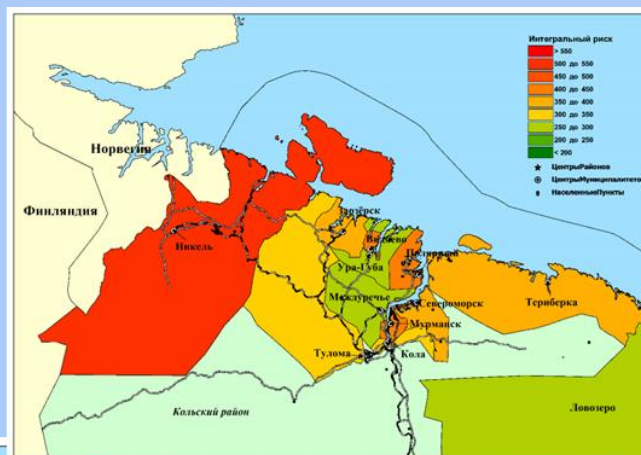 Интегральный риск
> 550
500 до 550
450 до 500
400 до 450
350 до 400
300 до 350
250 до 300
200 до 250
< 200
ЦентрыРайонов
ЦентрыМуниципалитето
НаселенныеПункты
Норвегия
Финляндия
Заозёрск
Никель
Видяево
Полярный
Ура-Губа
Междуречье
Североморск
Териберка
Мурманск
Тулома
Кола
Кольский район
Ловозеро